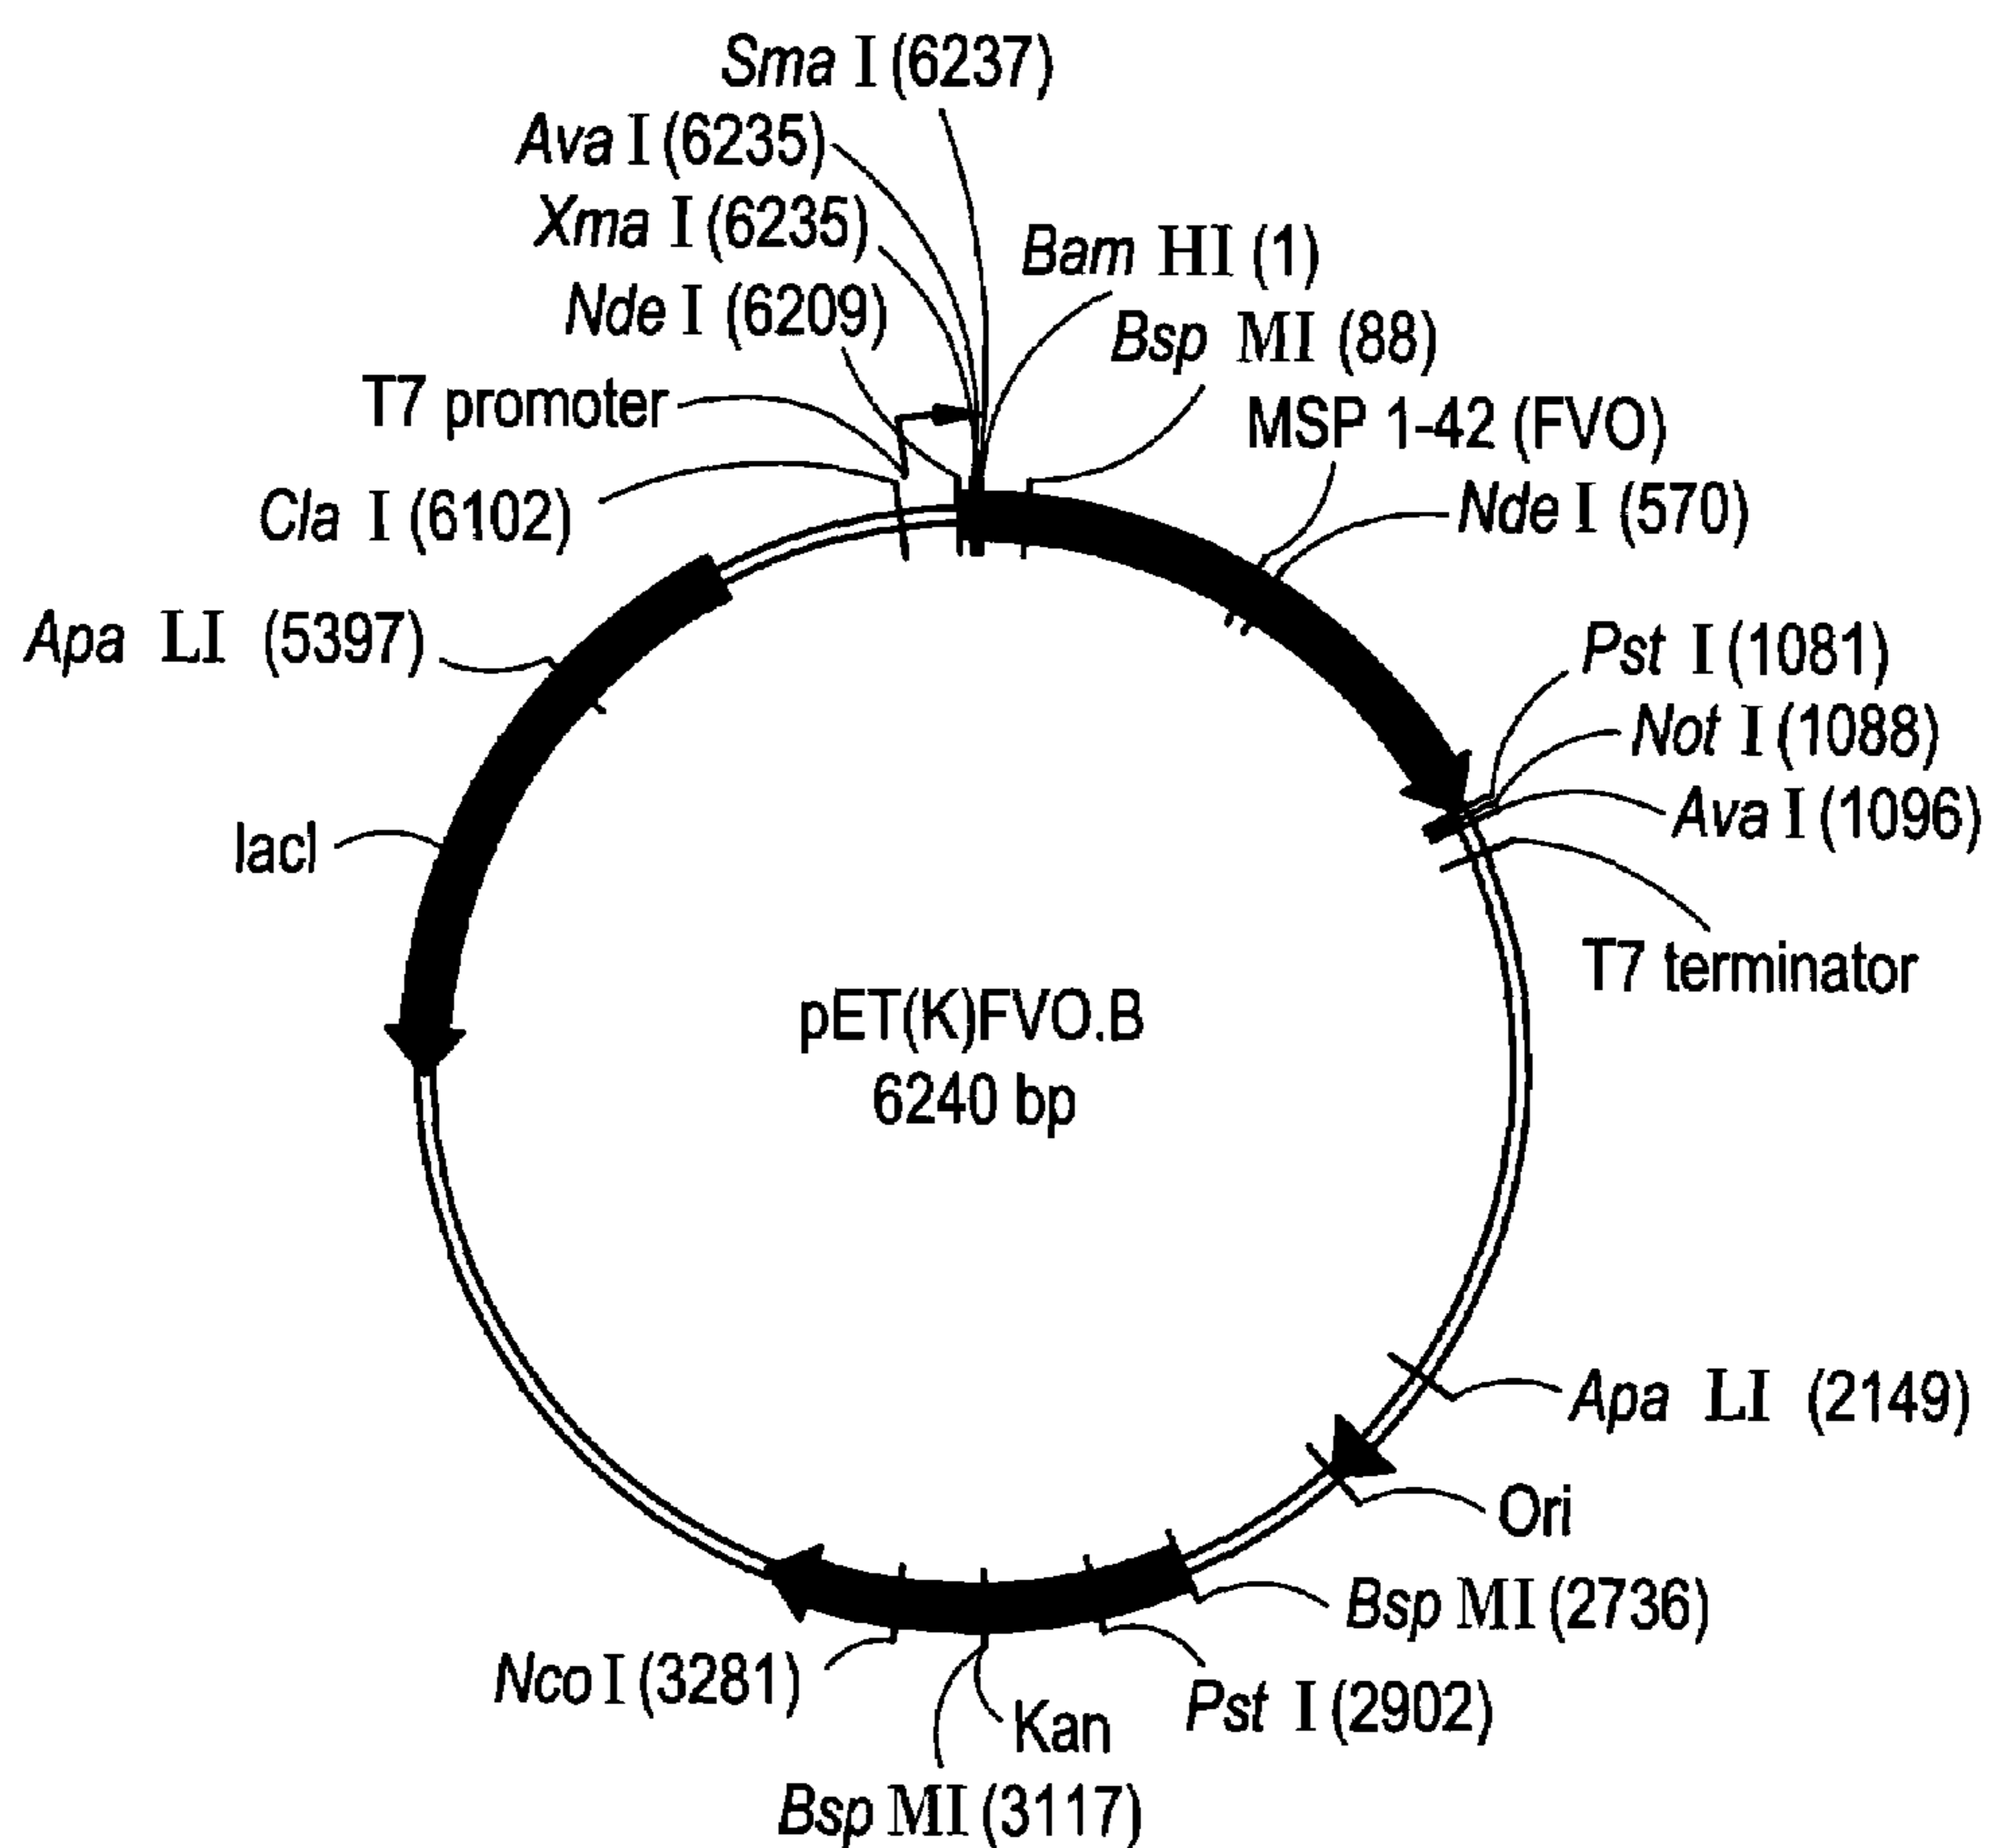 Sma I (6237)
Ava I (6235)
Xma I (6235)
Bam HI (1)
Nde I (6209)
Bsp MI (88)
T7 promoter
MSP 1-42 (FVO)
Cla I (6102)
Nde I (570)
Apa LI (5397)
Pst I (1081)
Not I (1088)
Ava I (1096)
lacI
T7 terminator
pET(K)FVO.B
6240 bp
Apa LI (2149)
Ori
Bsp MI (2736)
Nco I (3281)
Pst I (2902)
Kan
Bsp MI (3117)